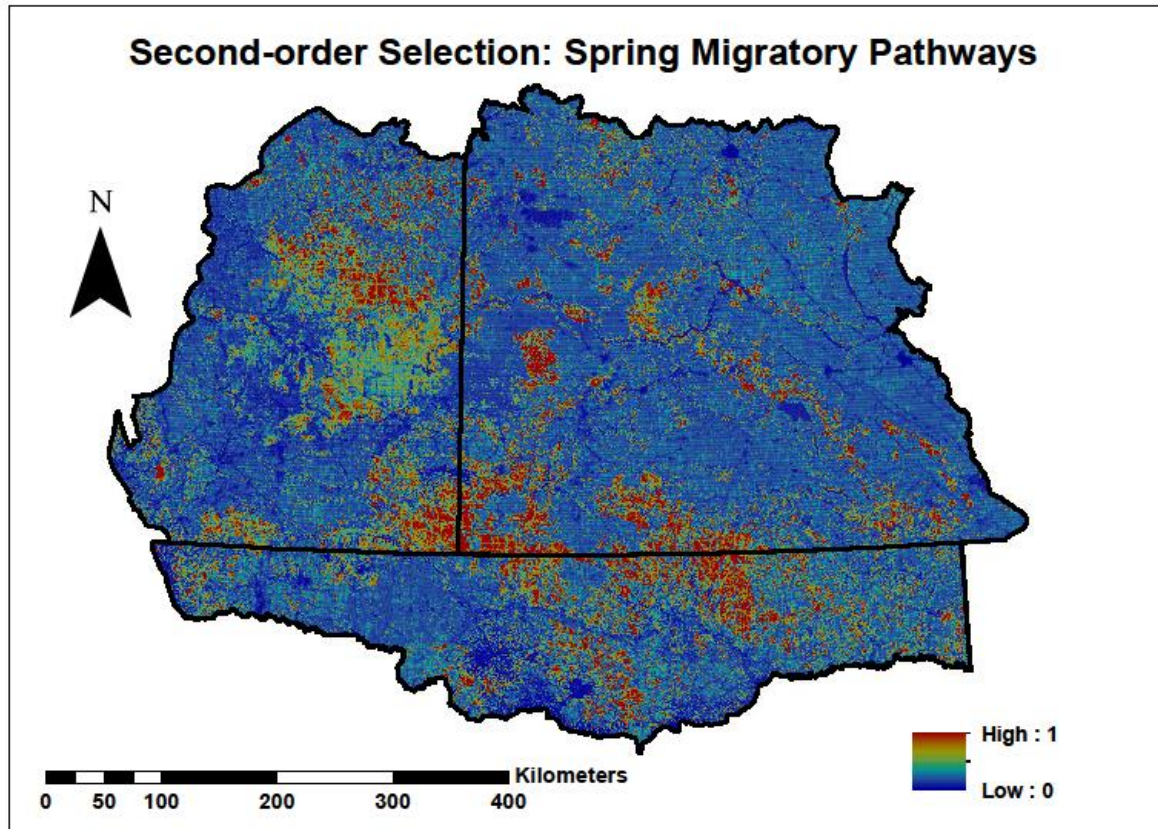 Second-order Selection: Spring Migratory Pathways
N
High : 1
Low : 0
Kilometers
0 50 100 200 300 400